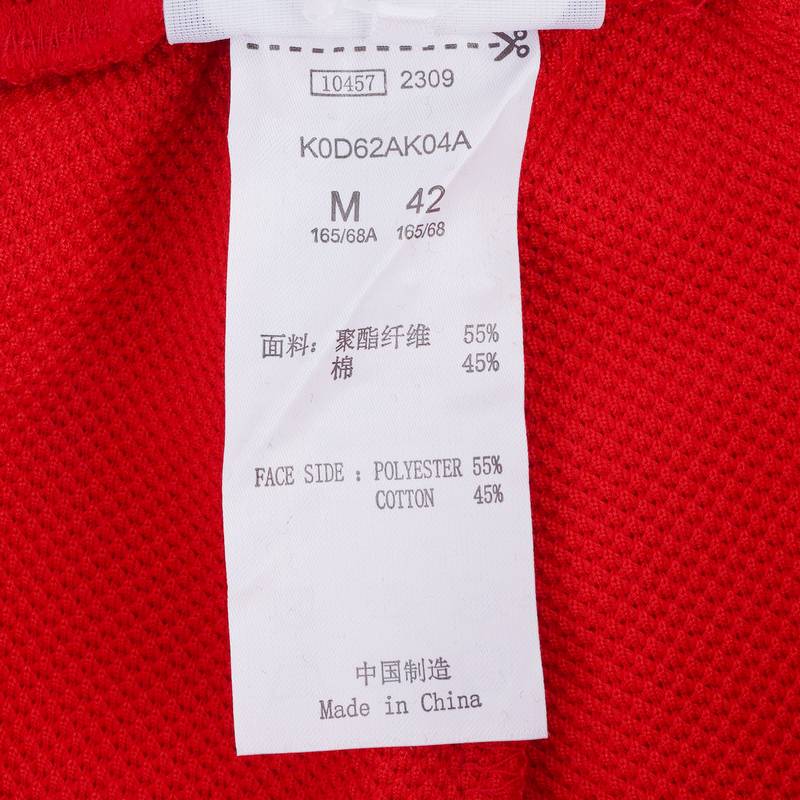 10457 2309
K0D62AK04A
M 42
165/68A 165/68
面料: 聚酯纤维 55%
棉 45%
FACE SIDE : POLYESTER 55%
COTTON 45%
中国制造
Made in China